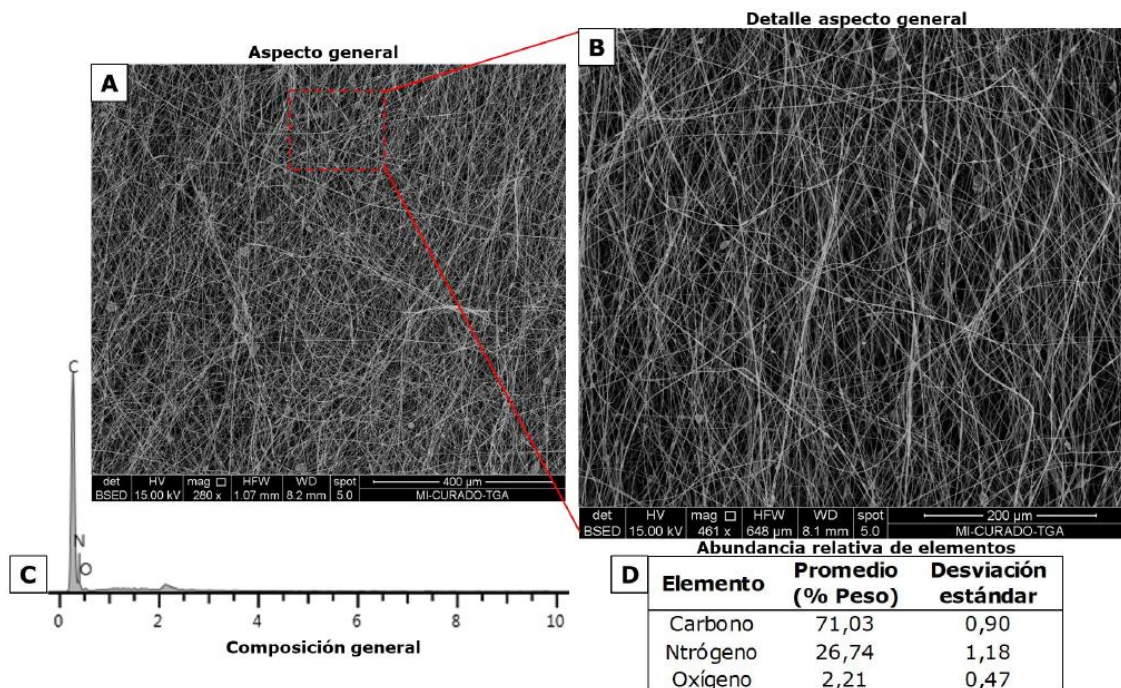 Aspecto general
A
det HV mag HFW WD spot 400 µm
BSED 15.00 kV 280 x 1.07 mm 8.2 mm 5.0 MI-CURADO-TGA
Detalle aspecto general
B
det HV mag HFW WD spot 200 µm
BSED 15.00 kV 461 x 648 µm 8.1 mm 5.0 MI-CURADO-TGA
C
C
N
O
0 2 4 6 8 10
Composición general
Abundancia relativa de elementos
D
Elemento Promedio (% Peso) Desviación estándar
Carbono 71,03 0,90
Ntrógeno 26,74 1,18
Oxígeno 2,21 0,47